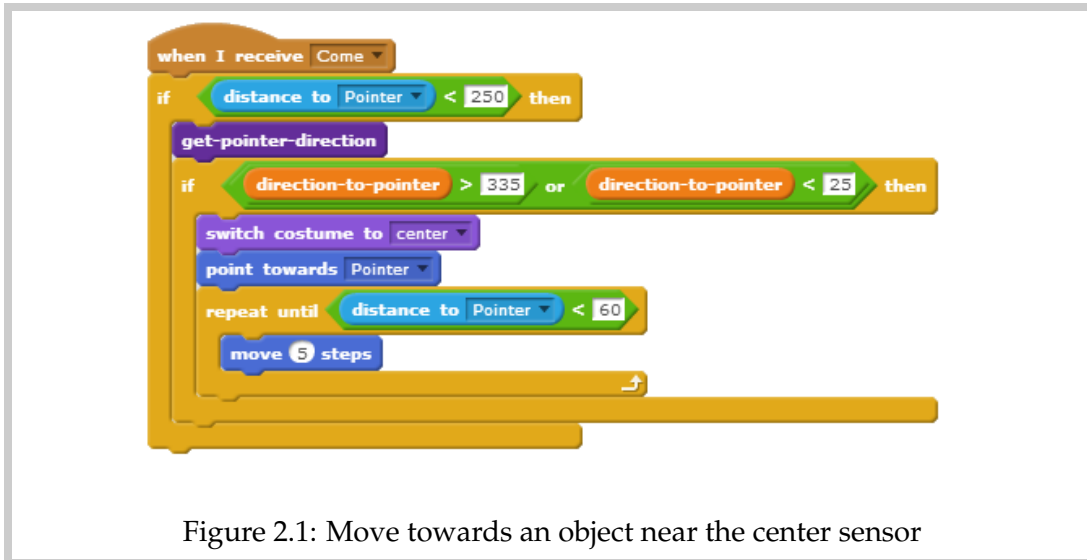 when I receive Come
if distance to Pointer < 250 then
get-pointer-direction
if direction-to-pointer > 335 or direction-to-pointer < 25 then
switch costume to center
point towards Pointer
repeat until distance to Pointer < 60
move 5 steps
Figure 2.1: Move towards an object near the center sensor